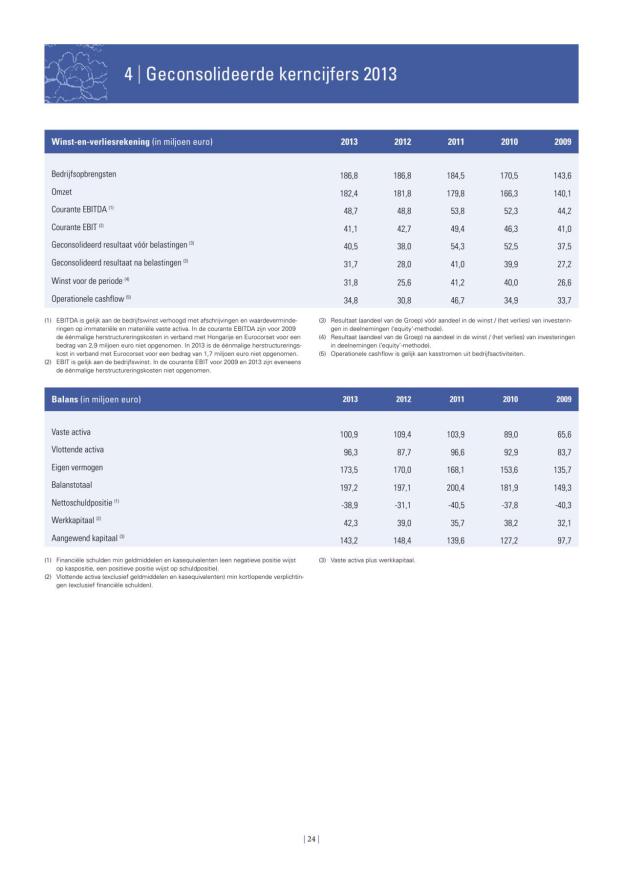 4 | Geconsolideerde kerncijfers 2013
Winst-en-verliesrekening (in miljoen euro) 2013 2012 2011 2010 2009
Bedrijfsopbrengsten 186,8 186,8 184,5 170,5 143,6
Omzet 182,4 181,8 179,8 166,3 140,1
Courante EBITDA (1) 48,7 48,8 53,8 52,3 44,2
Courante EBIT (2) 41,1 42,7 49,4 46,3 41,0
Geconsolideerd resultaat vóór belastingen (3) 40,5 38,0 54,3 52,5 37,5
Geconsolideerd resultaat na belastingen (3) 31,7 28,0 41,0 39,9 27,2
Winst voor de periode (4) 31,8 25,6 41,2 40,0 26,6
Operationele cashflow (5) 34,8 30,8 46,7 34,9 33,7
(1) EBITDA is gelijk aan de bedrijfswinst verhoogd met afschrijvingen en waardeverminde-
ringen op immateriële en materiële vaste activa. In de courante EBITDA zijn voor 2009
de éénmalige herstructureringskosten in verband met Hongarije en Eurocorset voor een
bedrag van 2,9 miljoen euro niet opgenomen. In 2013 is de éénmalige herstructurerings-
kost in verband met Eurocorset voor een bedrag van 1,7 miljoen euro niet opgenomen.
(2) EBIT is gelijk aan de bedrijfswinst. In de courante EBIT voor 2009 en 2013 zijn eveneens
de éénmalige herstructureringskosten niet opgenomen.
(3) Resultaat (aandeel van de Groep) vóór aandeel in de winst / (het verlies) van investerin-
gen in deelnemingen ('equity'-methode).
(4) Resultaat (aandeel van de Groep) na aandeel in de winst / (het verlies) van investeringen
in deelnemingen ('equity'-methode).
(5) Operationele cashflow is gelijk aan kasstromen uit bedrijfsactiviteiten.
Balans (in miljoen euro) 2013 2012 2011 2010 2009
Vaste activa 100,9 109,4 103,9 89,0 65,6
Vlottende activa 96,3 87,7 96,6 92,9 83,7
Eigen vermogen 173,5 170,0 168,1 153,6 135,7
Balanstotaal 197,2 197,1 200,4 181,9 149,3
Nettoschuldpositie (1) -38,9 -31,1 -40,5 -37,8 -40,3
Werkkapitaal (2) 42,3 39,0 35,7 38,2 32,1
Aangewend kapitaal (3) 143,2 148,4 139,6 127,2 97,7
(1) Financiële schulden min geldmiddelen en kasequivalenten (een negatieve positie wijst
op kaspositie, een positieve positie wijst op schuldpositie).
(2) Vlottende activa (exclusief geldmiddelen en kasequivalenten) min kortlopende verplichtin-
gen (exclusief financiële schulden).
(3) Vaste activa plus werkkapitaal.
| 24 |